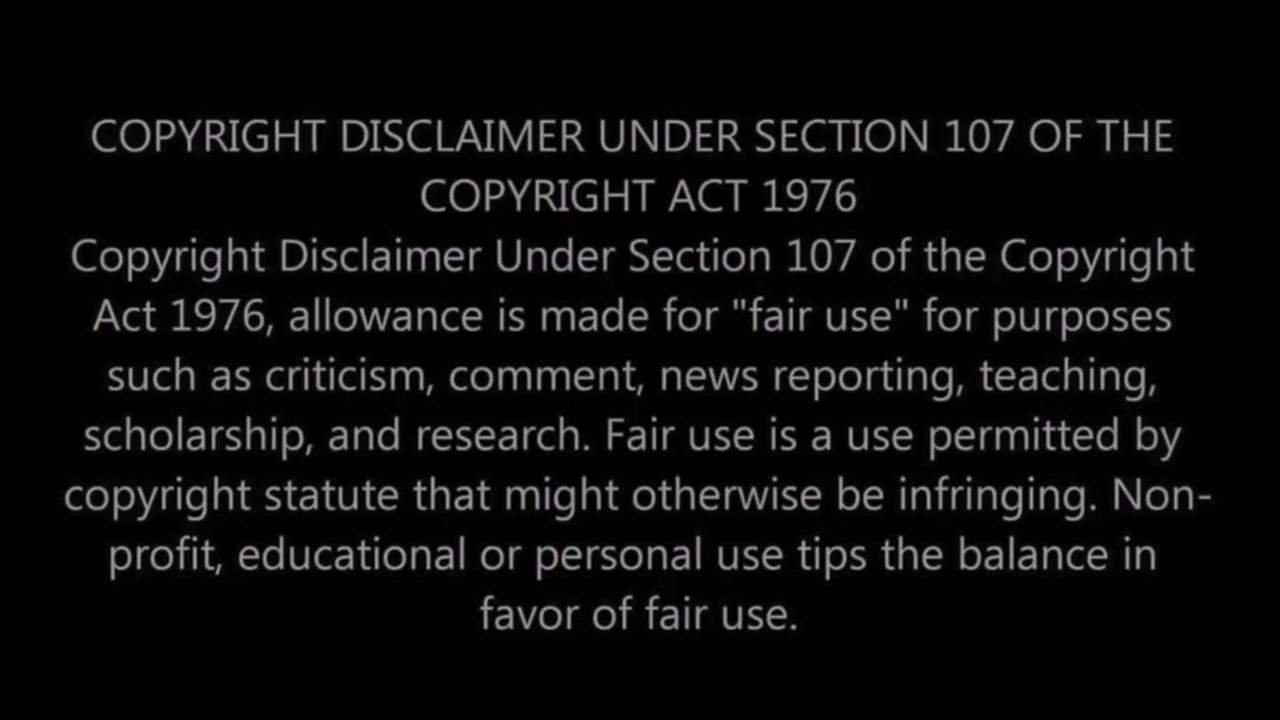 COPYRIGHT DISCLAIMER UNDER SECTION 107 OF THE
COPYRIGHT ACT 1976
Copyright Disclaimer Under Section 107 of the Copyright
Act 1976, allowance is made for "fair use" for purposes
such as criticism, comment, news reporting, teaching,
scholarship, and research. Fair use is a use permitted by
copyright statute that might otherwise be infringing. Non-
profit, educational or personal use tips the balance in
favor of fair use.